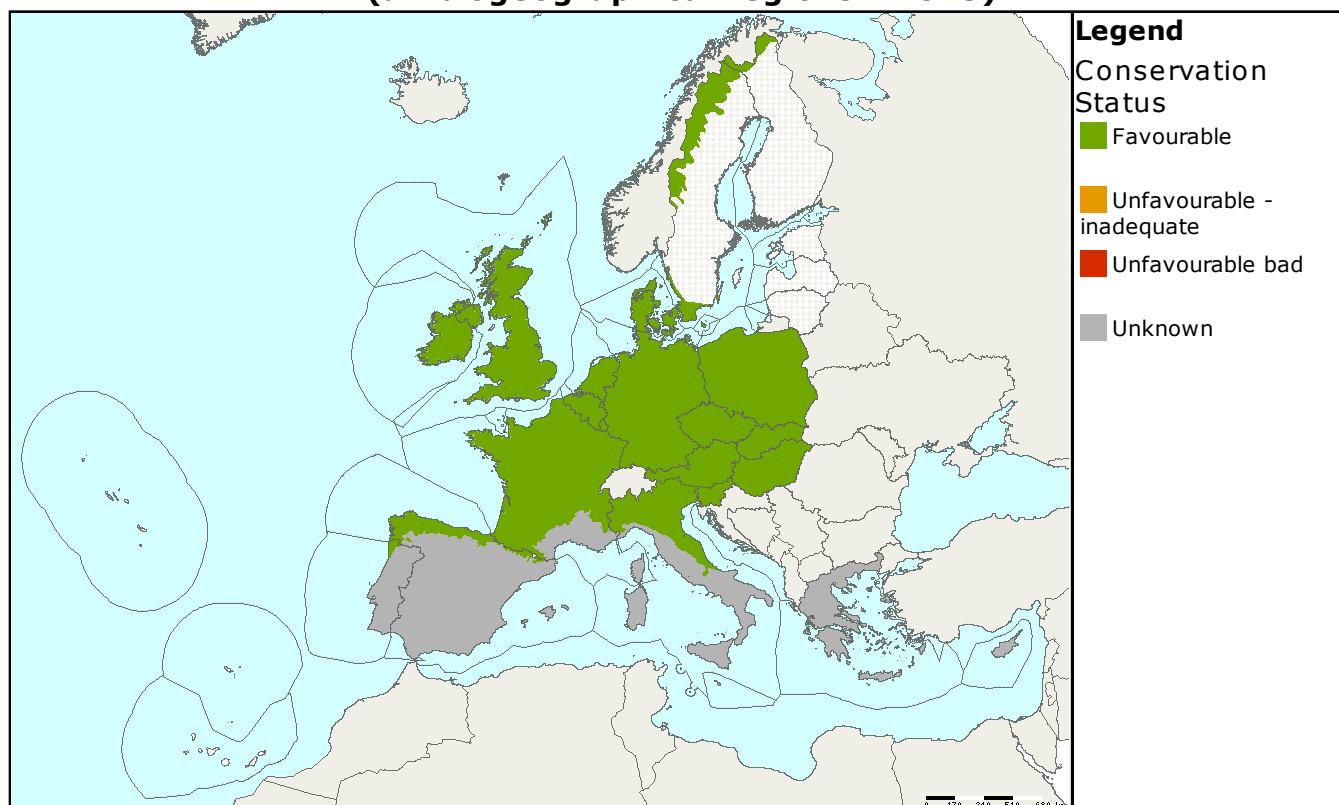 Legend
Conservation
Status
Favourable
Unfavourable -
inadequate
Unfavourable bad
Unknown